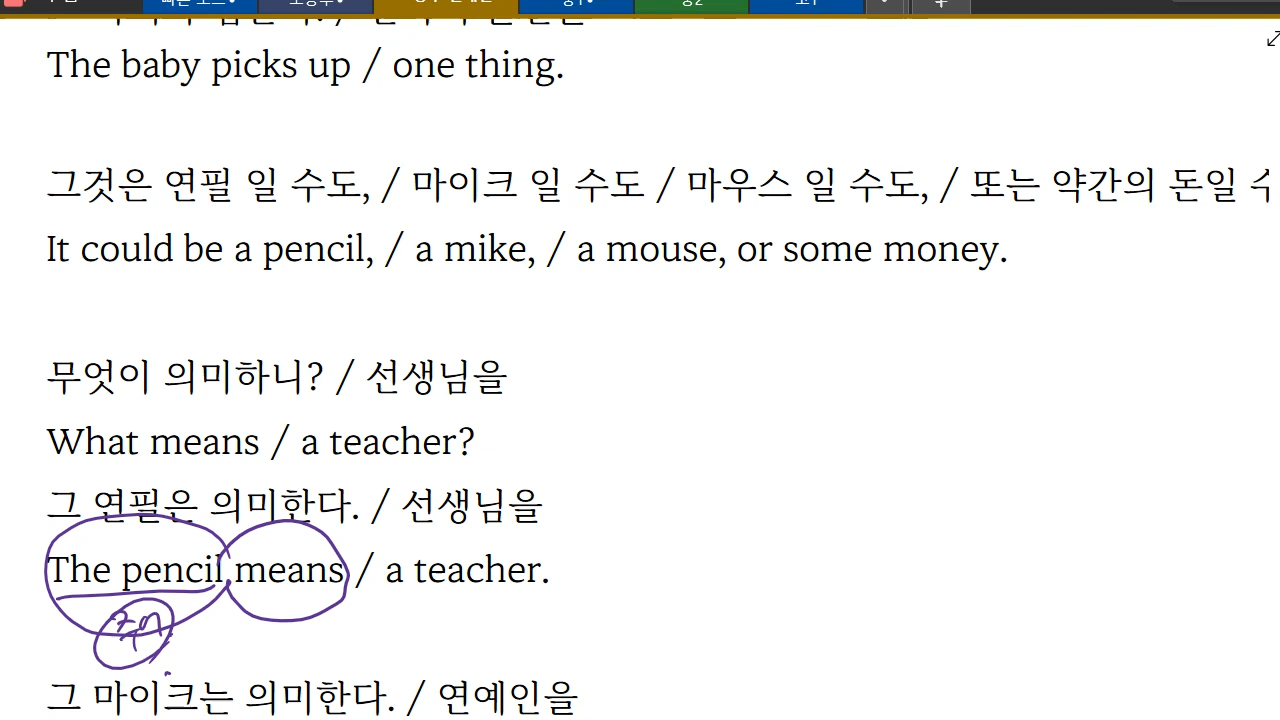 The baby picks up / one thing.
그것은 연필 일 수도, / 마이크 일 수도 / 마우스 일 수도, / 또는 약간의 돈일
It could be a pencil, / a mike, / a mouse, or some money.
무엇이 의미하니? / 선생님을
What means / a teacher?
그 연필은 의미한다. / 선생님을
The pencil means / a teacher.
주어
그 마이크는 의미한다. / 연예인을